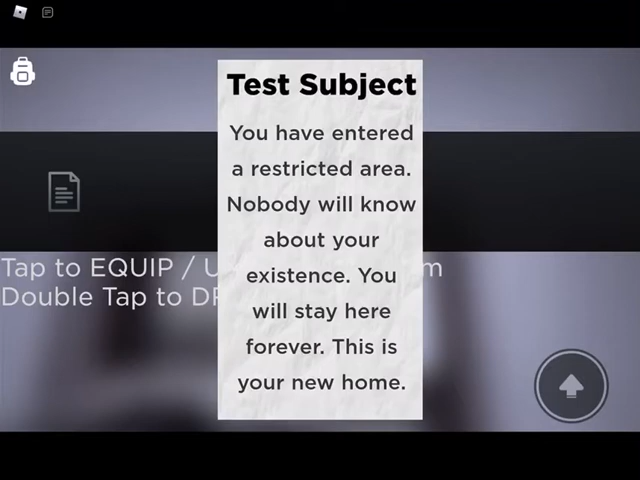 Test Subject
You have entered
a restricted area.
Nobody will know
about your
existence. You
will stay here
forever. This is
your new home.
Tap to EQUIP /
Double Tap to